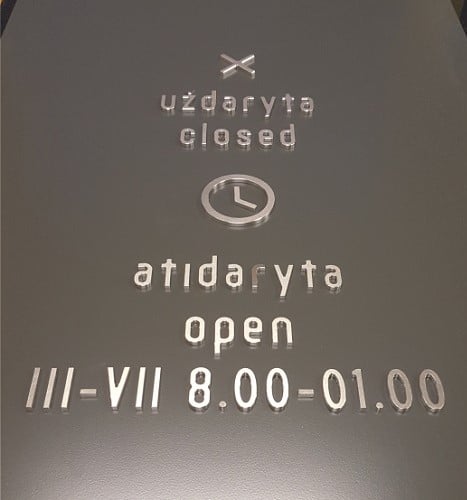 uždaryta
closed
atidaryta
open
III-VII 8.00-01.00